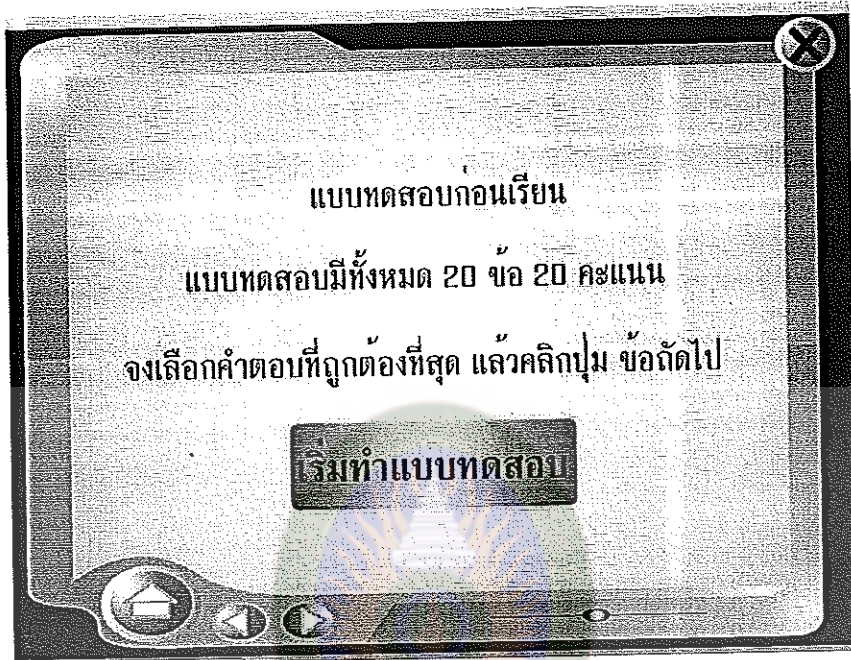 แบบทดสอบก่อนเรียน
แบบทดสอบมีทั้งหมด 20 ข้อ 20 คะแนน
จงเลือกคำตอบที่ถูกต้องที่สุด แล้วคลิกปุ่ม ข้อถัดไป
เริ่มทำแบบทดสอบ